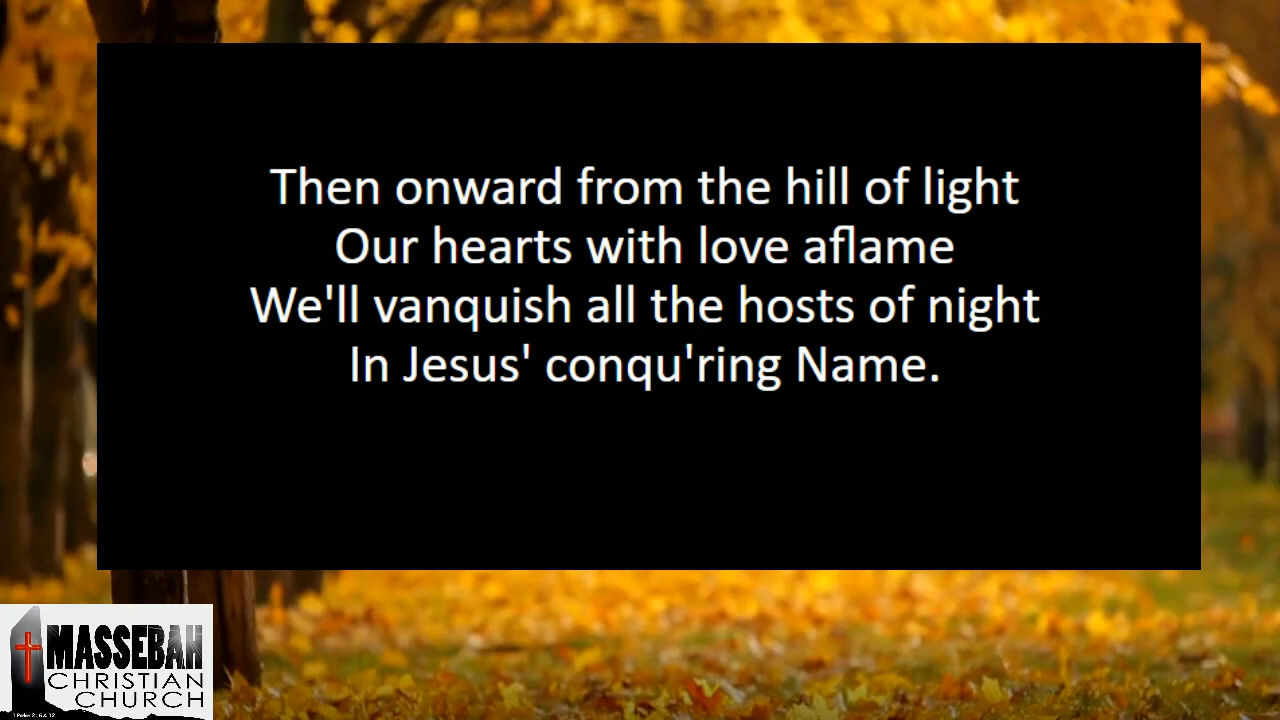 Then onward from the hill of light
Our hearts with love aflame
We'll vanquish all the hosts of night
In Jesus' conqu'ring Name.
MASSEBAH
CHRISTIAN
CHURCH